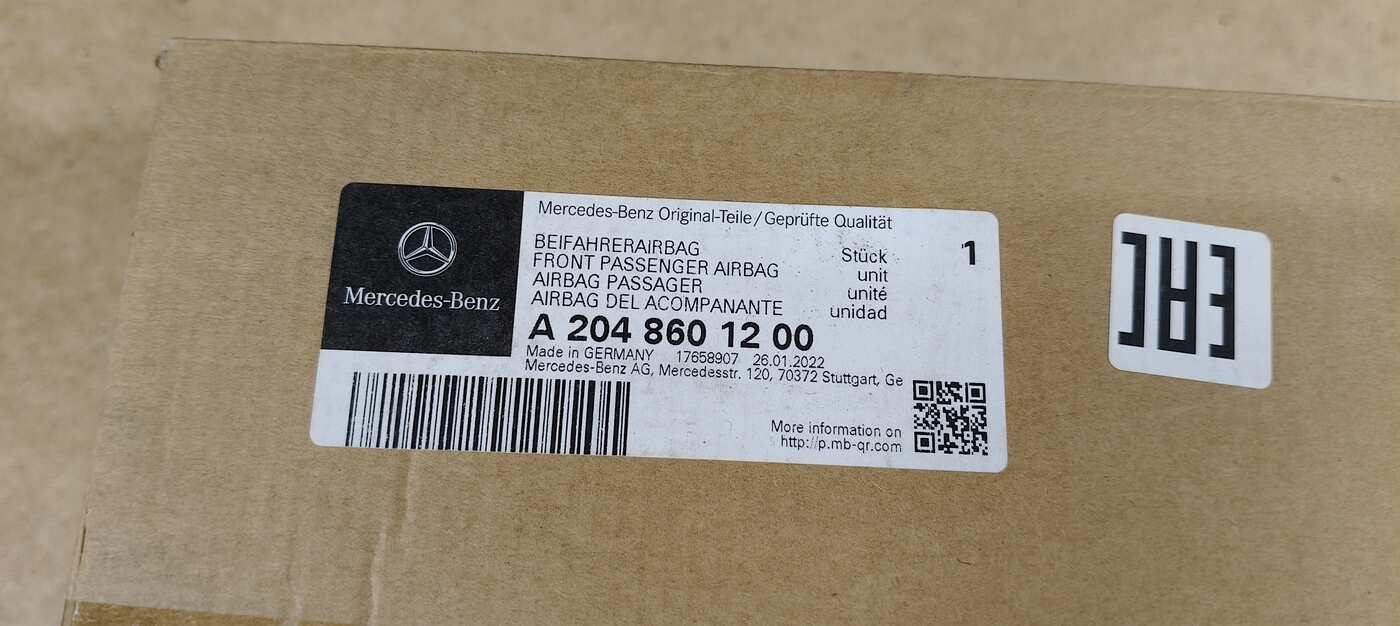 Mercedes-Benz
Mercedes-Benz Original-Teile/Geprüfte Qualität
BEIFAHRERAIRBAG
FRONT PASSENGER AIRBAG
AIRBAG PASSAGER
AIRBAG DEL ACOMPANANTE
Stück
unit
unité
unidad
1
A 204 860 12 00
Made in GERMANY 17658907 26.01.2022
Mercedes-Benz AG, Mercedesstr. 120, 70372 Stuttgart, Ge
More information on
http://p.mb-qr.com